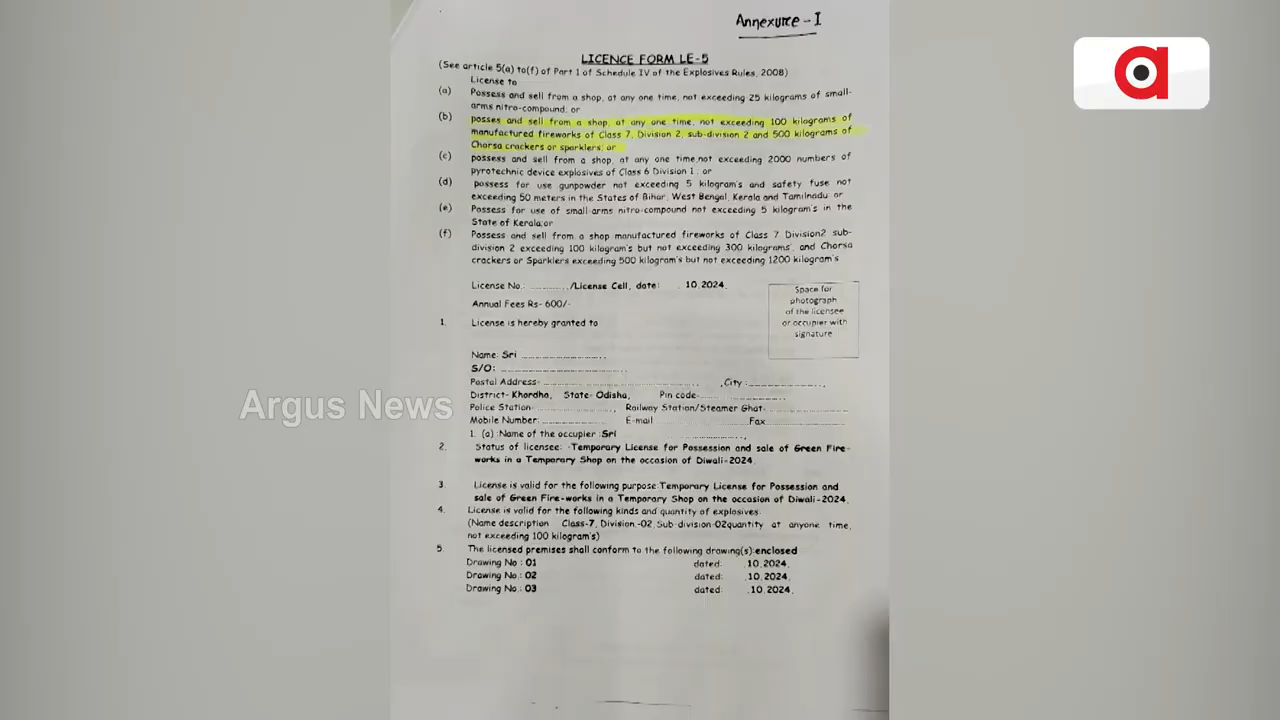 Annexure - I
LICENCE FORM LE-5
(See article 5(a) to(f) of Part 1 of Schedule IV of the Explosives Rules, 2008)
License to
(a) Possess and sell from a shop, at any one time, not exceeding 25 kilograms of small-
arms nitro-compound; or
(b) posses and sell from a shop, at any one time, not exceeding 100 kilograms of
manufactured fireworks of Class 7, Division 2, sub-division 2 and 500 kilograms of
Chorsa crackers or sparklers; or
(c) possess and sell from a shop, at any one time,not exceeding 2000 numbers of
pyrotechnic device explosives of Class 6 Division 1; or
(d) possess for use gunpowder not exceeding 5 kilogram's and safety fuse not
exceeding 50 meters in the States of Bihar, West Bengal, Kerala and Tamilnadu or
(e) Possess for use of small-arms nitro-compound not exceeding 5 kilogram's in the
State of Kerala;or
(f) Possess and sell from a shop manufactured fireworks of Class 7 Division2 sub-
division 2 exceeding 100 kilogram's but not exceeding 300 kilograms, and Chorsa
crackers or Sparklers exceeding 500 kilogram's but not exceeding 1200 kilogram's
License No.: ............/License Cell, date: .10.2024.
Annual Fees Rs- 600/-
Space for
photograph
of the licensee
or occupier with
signature
1. License is hereby granted to
Name: Sri ..........................
S/O: ......................................
Postal Address- ................................................ ,City :.......................,
District- Khordha, State- Odisha, Pin code-..........................
Police Station-......................., Railway Station/Steamer Ghat-.........................
Mobile Number:........................ E-mail .............................Fax..........................
1. (a) :Name of the occupier :Sri .................,
2. Status of licensee: -Temporary License for Possession and sale of Green Fire-
works in a Temporary Shop on the occasion of Diwali-2024.
3 License is valid for the following purpose:Temporary License for Possession and
sale of Green Fire-works in a Temporary Shop on the occasion of Diwali-2024.
4. License is valid for the following kinds and quantity of explosives:
(Name description Class-7, Division -02, Sub-division-02quantity at anyone time,
not exceeding 100 kilogram's)
5. The licensed premises shall conform to the following drawing(s):enclosed
Drawing No : 01 dated: .10.2024.
Drawing No.: 02 dated: .10.2024.
Drawing No.: 03 dated: .10.2024.
Argus News
a